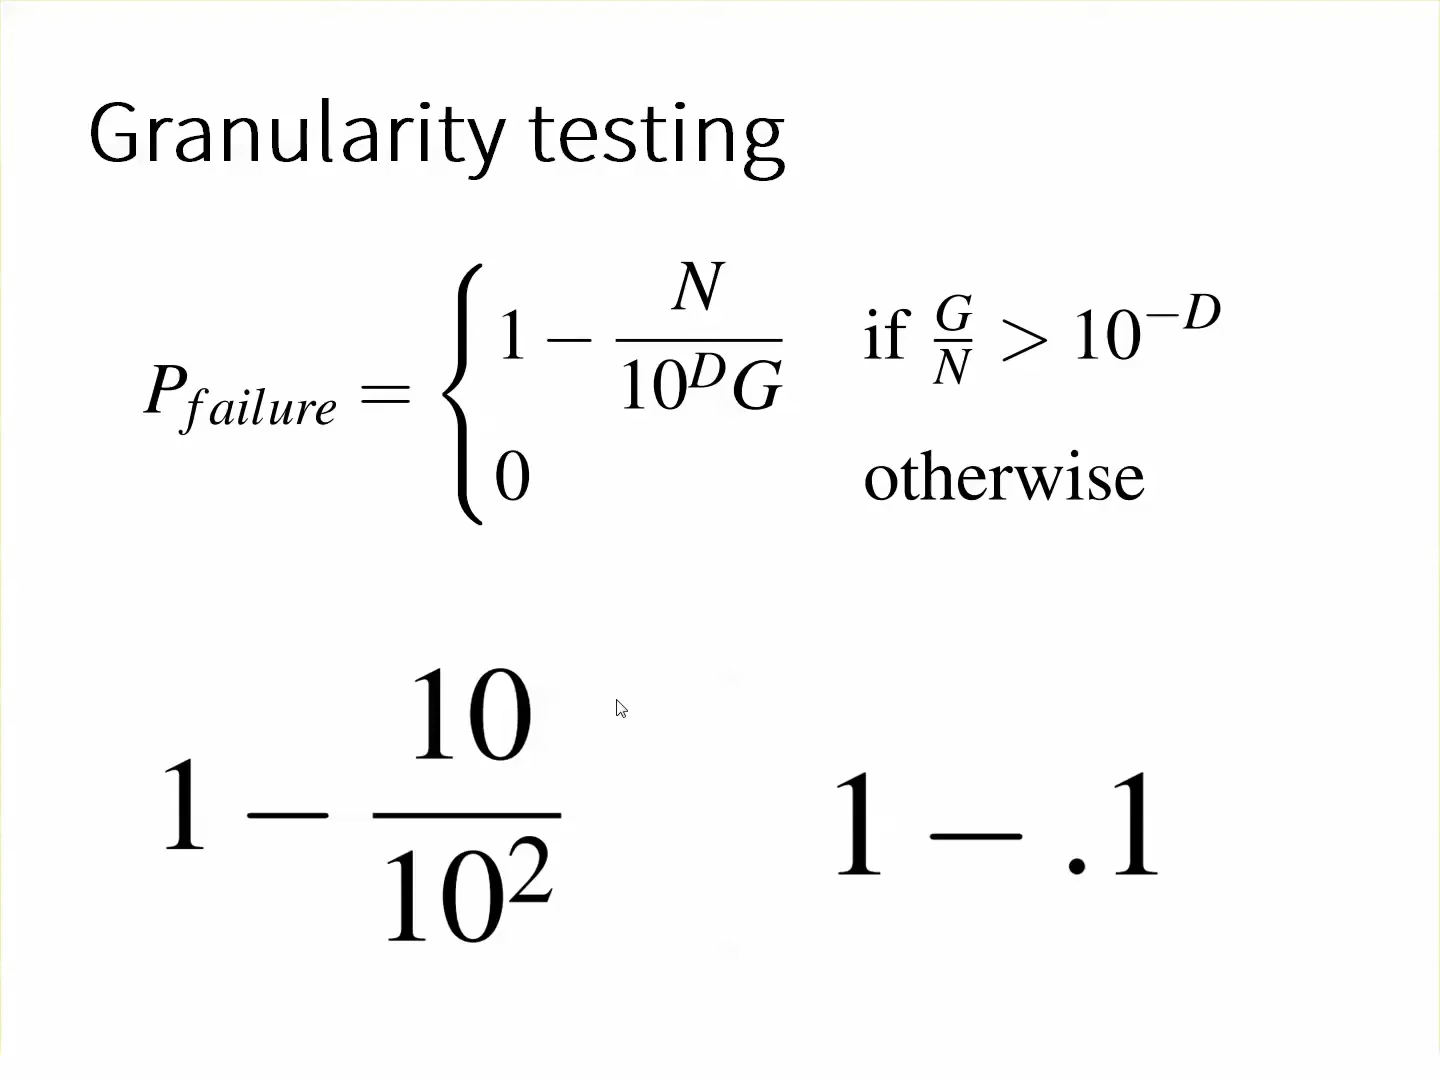 Granularity testing
P_failure = { 1 − N / 10^D G if G/N > 10^−D
0 otherwise
1 − 10 / 10^2
1 − .1